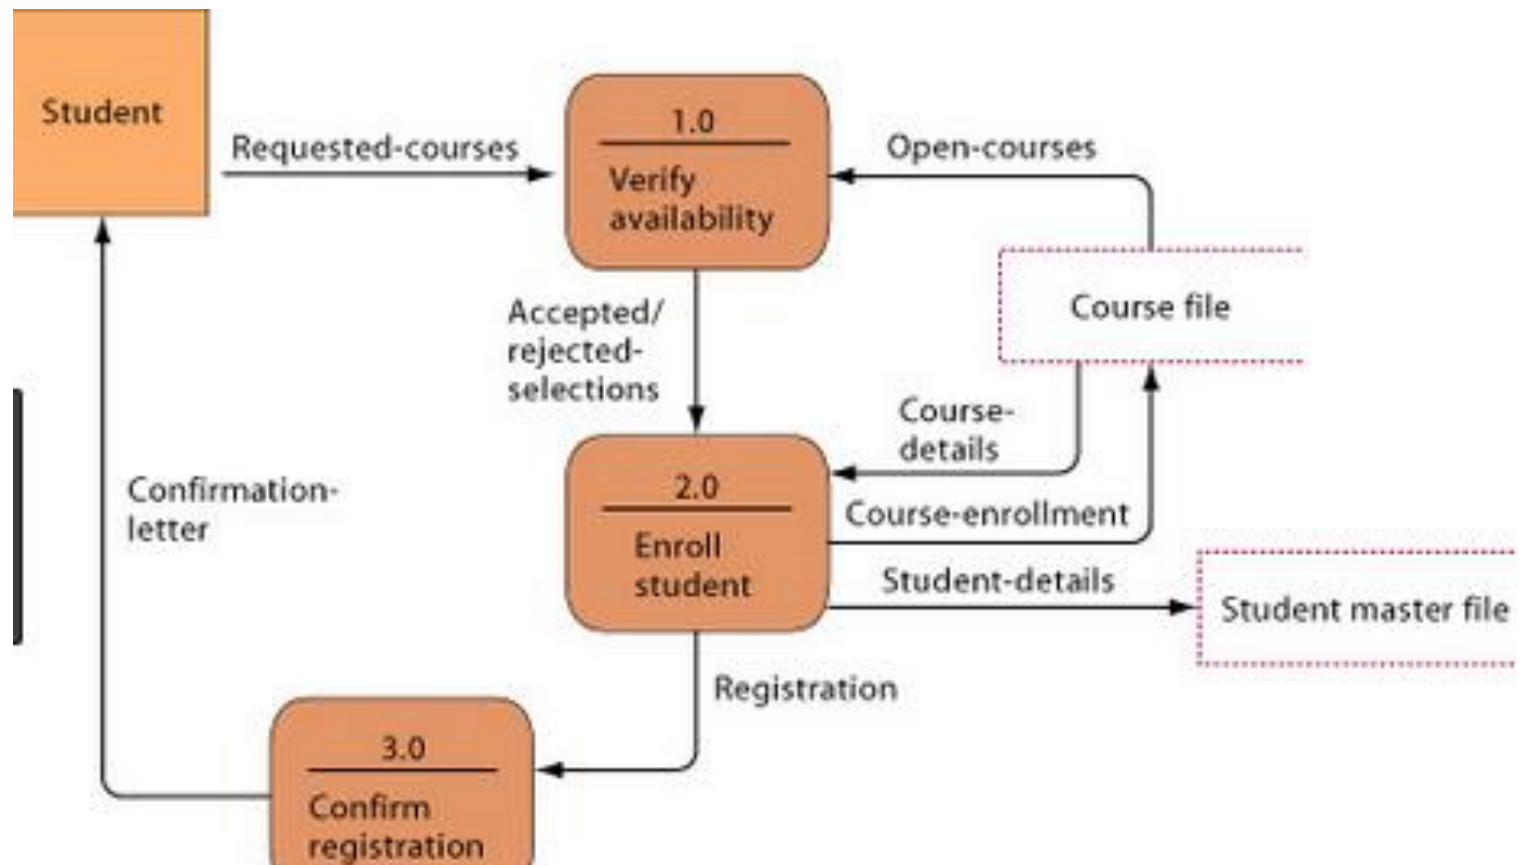 Student
Requested-courses
1.0
Verify
availability
Open-courses
Course file
Accepted/
rejected-
selections
Course-
details
2.0
Enroll
student
Course-enrollment
Student-details
Student master file
Confirmation-
letter
Registration
3.0
Confirm
registration